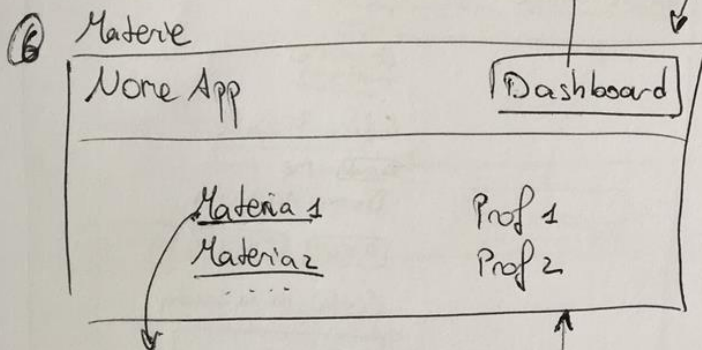 6 Materie
Nome App Dashboard
Materia 1 Prof 1
Materia 2 Prof 2
.....